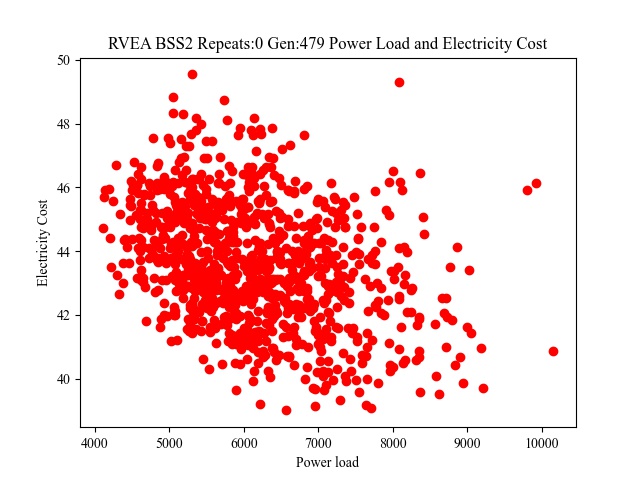 RVEA BSS2 Repeats:0 Gen:479 Power Load and Electricity Cost
50
48
46
44
42
40
Electricity Cost
4000 5000 6000 7000 8000 9000 10000
Power load